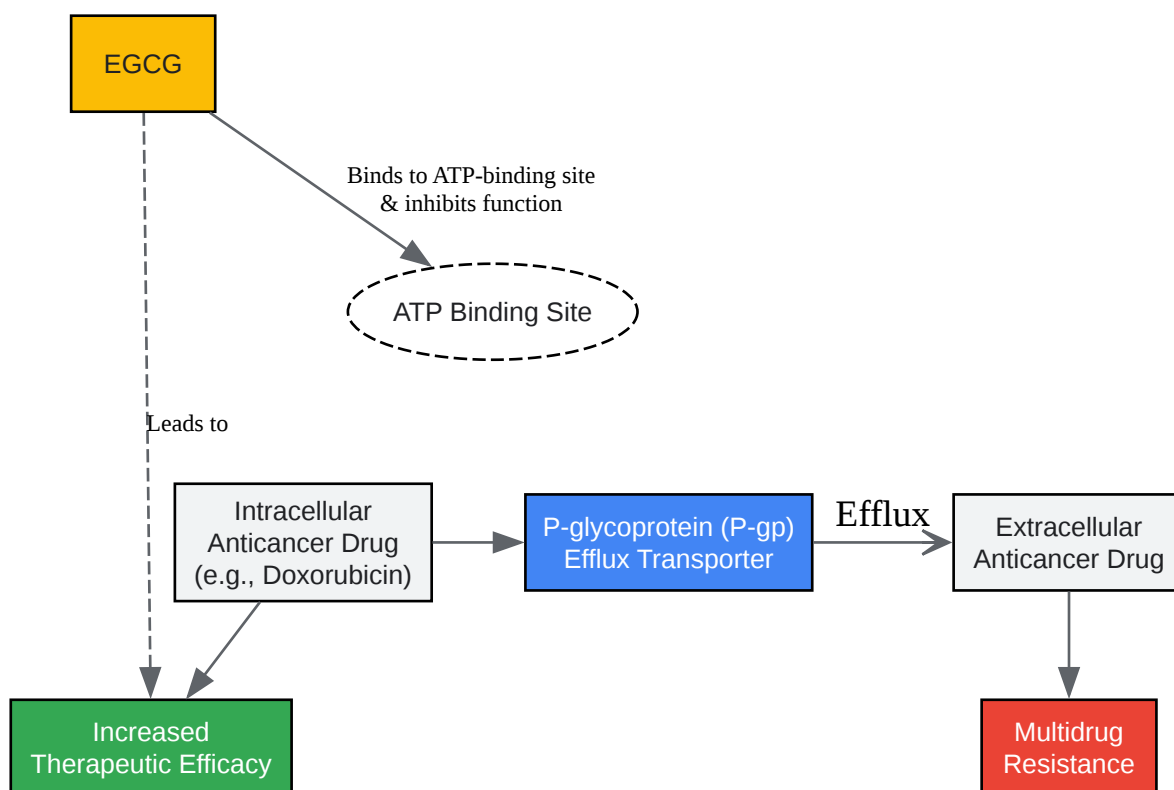 EGCG
Binds to ATP-binding site
& inhibits function
ATP Binding Site
Leads to
Intracellular
Anticancer Drug
(e.g., Doxorubicin)
P-glycoprotein (P-gp)
Efflux Transporter
Efflux
Extracellular
Anticancer Drug
Increased
Therapeutic Efficacy
Multidrug
Resistance